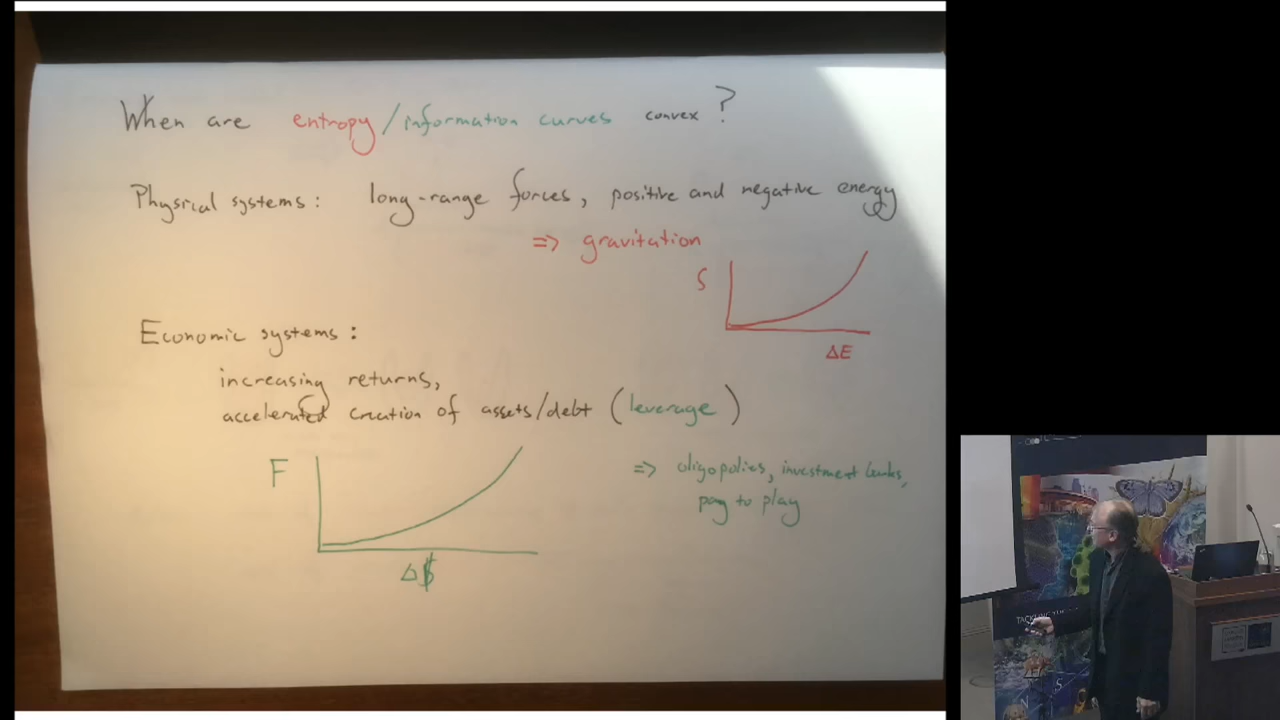 When are entropy/information curves convex?
Physical systems: long-range forces, positive and negative energy
=> gravitation
S
ΔE
Economic systems:
increasing returns,
accelerated creation of assets/debt (leverage)
F
Δ$
=> oligopolies, investment banks,
pay to play